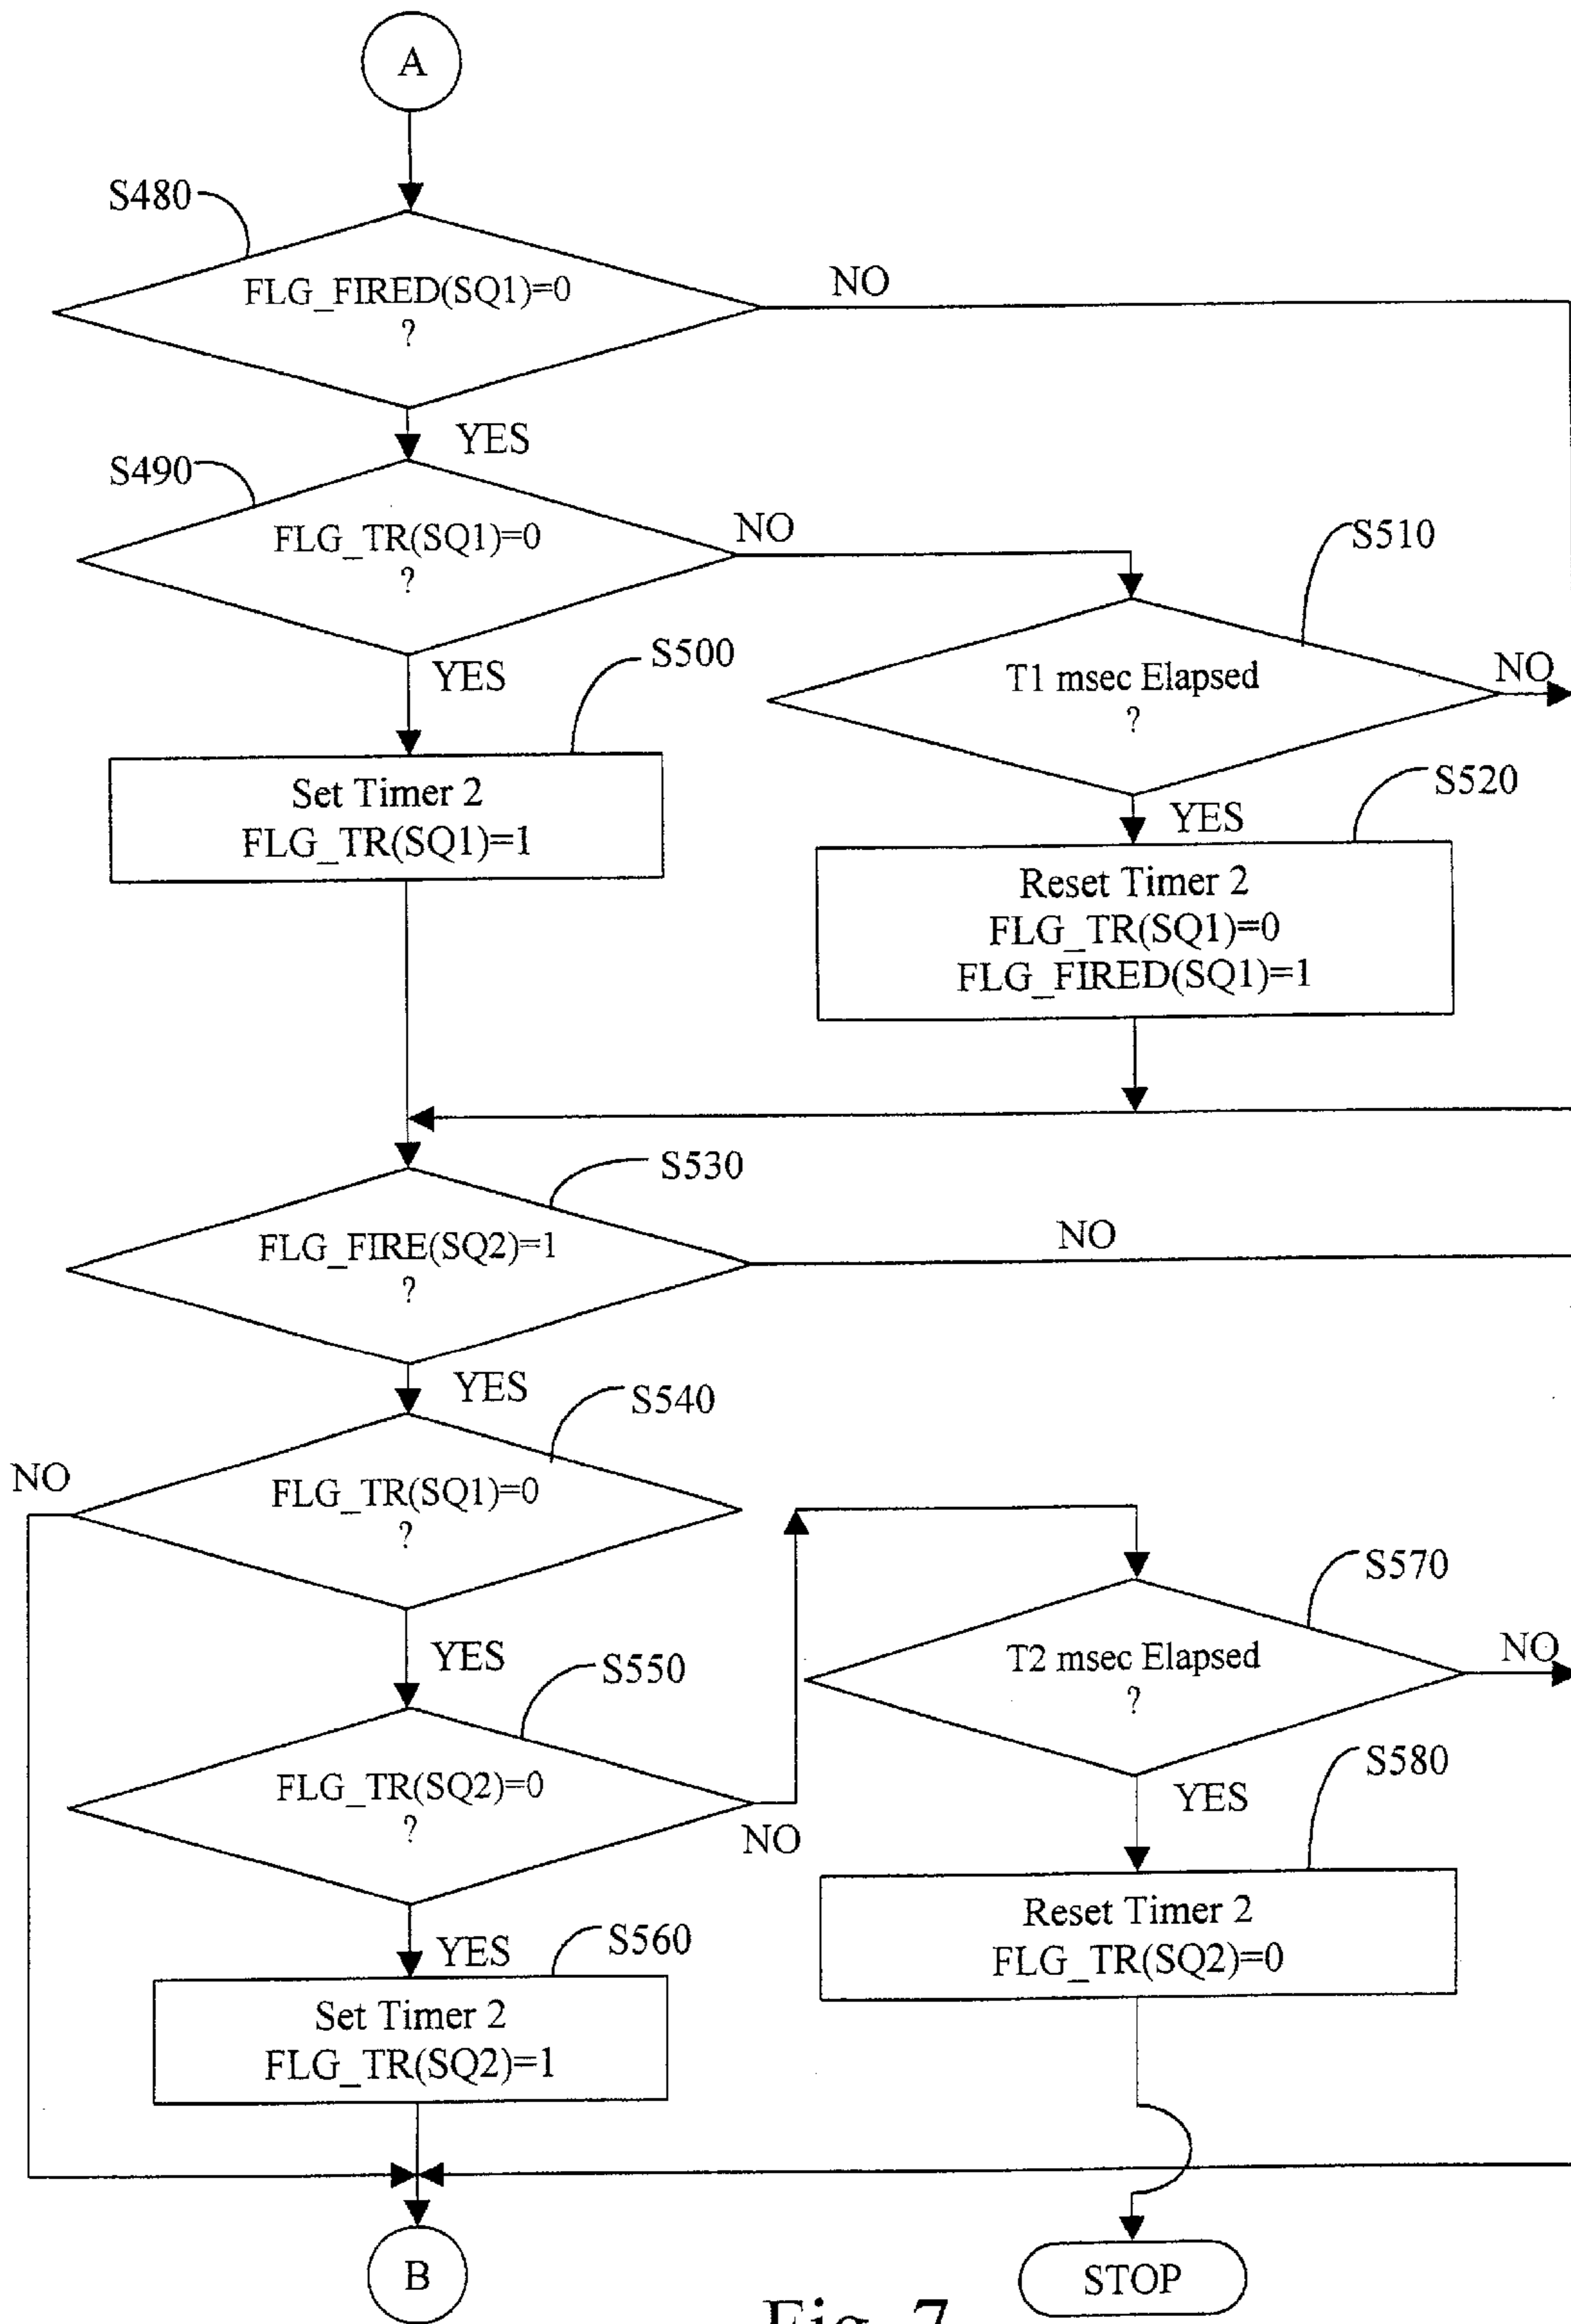 A
S480
FLG_FIRED(SQ1)=0
?
NO
YES
S490
FLG_TR(SQ1)=0
?
NO
S510
YES
S500
T1 msec Elapsed
?
NO
Set Timer 2
FLG_TR(SQ1)=1
YES
S520
Reset Timer 2
FLG_TR(SQ1)=0
FLG_FIRED(SQ1)=1
S530
FLG_FIRE(SQ2)=1
?
NO
YES
S540
NO
FLG_TR(SQ1)=0
?
S570
YES
S550
T2 msec Elapsed
?
NO
FLG_TR(SQ2)=0
?
NO
YES
S580
YES
S560
Reset Timer 2
FLG_TR(SQ2)=0
Set Timer 2
FLG_TR(SQ2)=1
B
STOP
Fig. 7